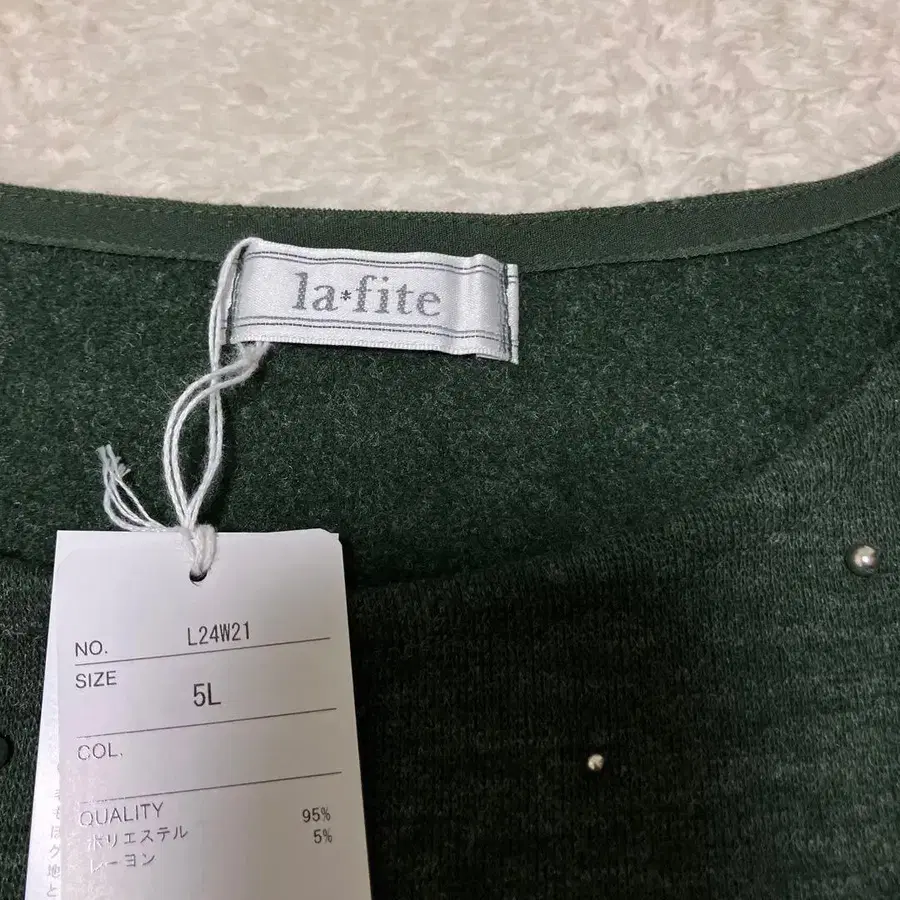 la*fite
NO. L24W21
SIZE 5L
COL.
QUALITY
ポリエステル 95%
レーヨン 5%